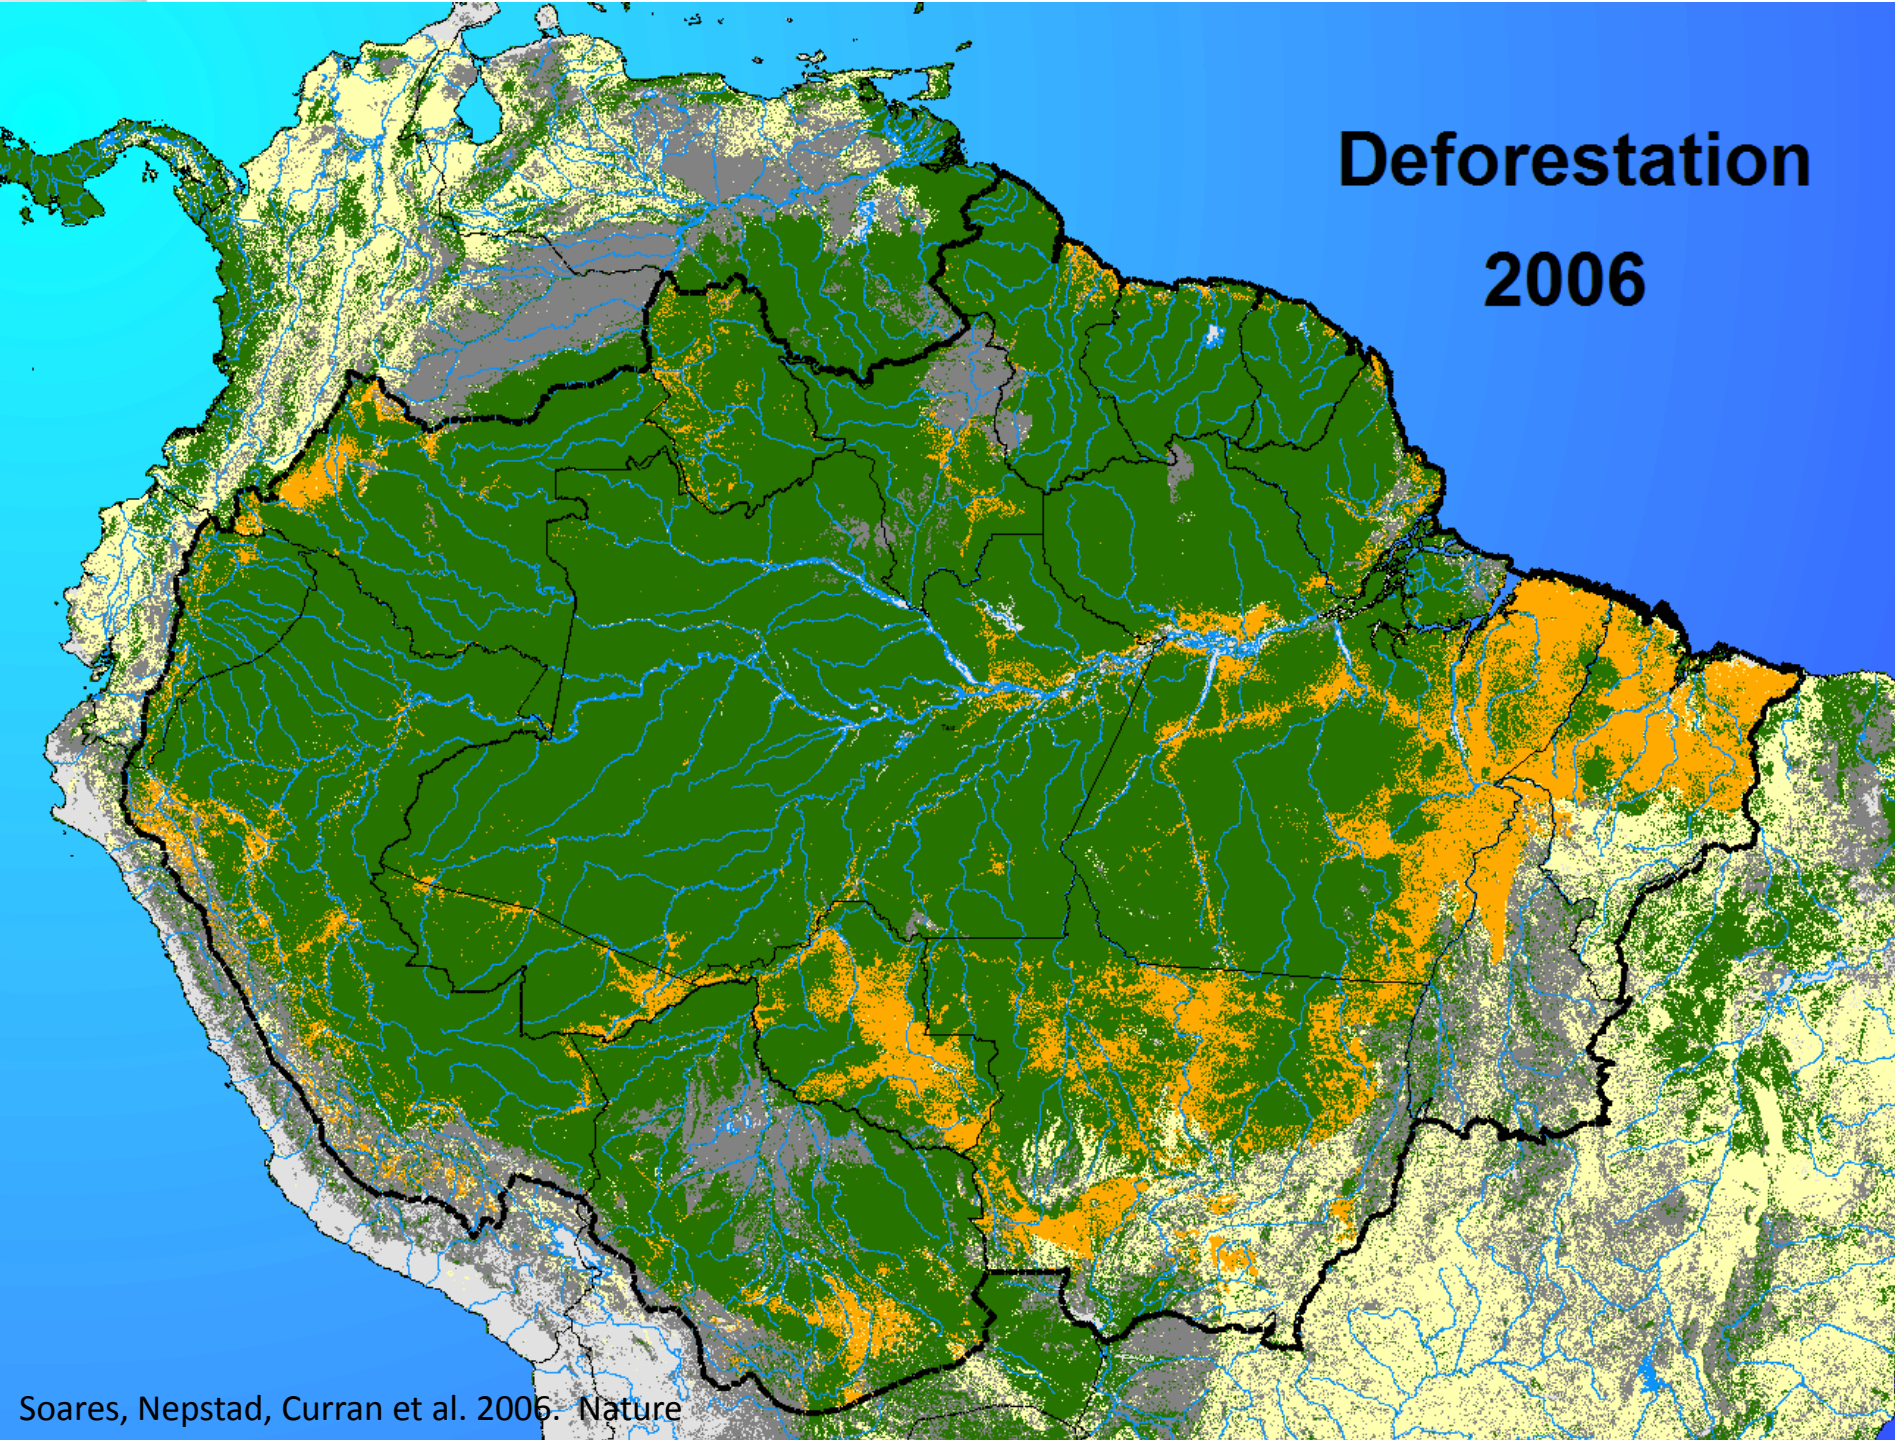 Deforestation
2006
Soares, Nepstad, Curran et al. 2006. Nature